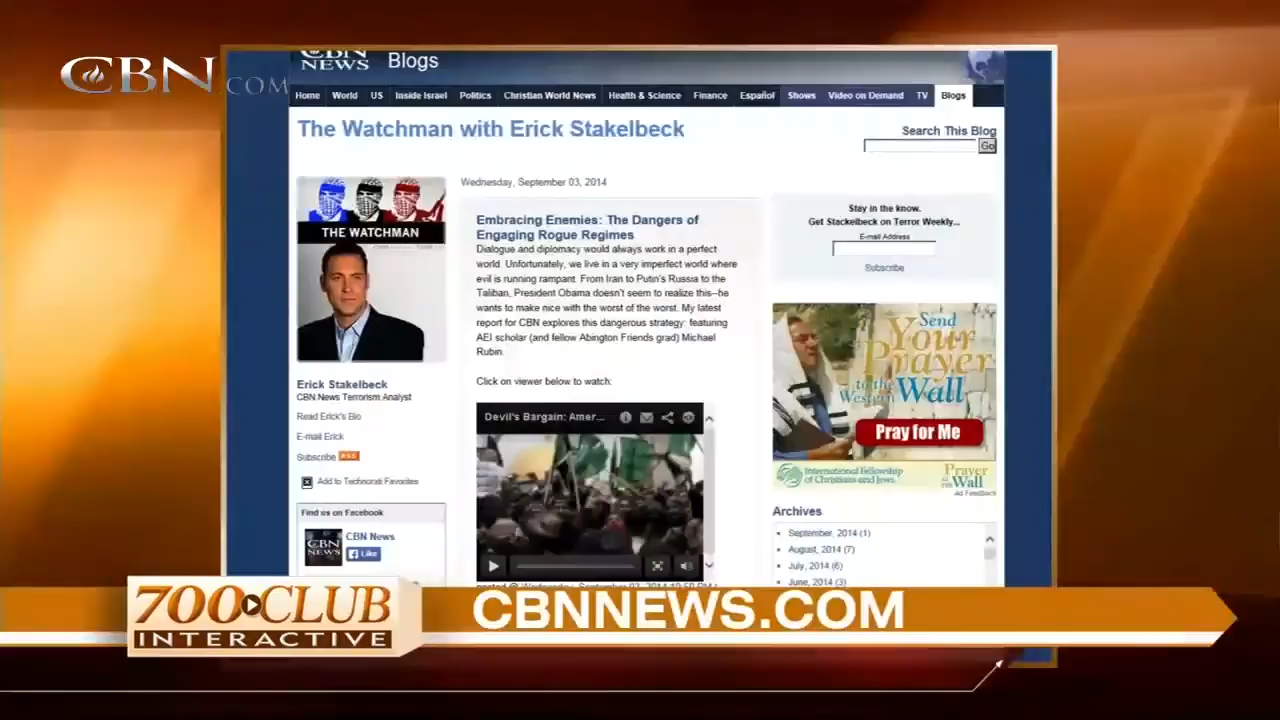 CBN.COM
CBN
NEWS Blogs
Home World US Inside Israel Politics Christian World News Health & Science Finance Español Shows Video on Demand TV Blogs
The Watchman with Erick Stakelbeck
Search This Blog
Go
Wednesday, September 03, 2014
THE WATCHMAN
Erick Stakelbeck
CBN News Terrorism Analyst
Read Erick's Bio
E-mail Erick
Subscribe RSS
Add to Technorati Favorites
Find us on Facebook
CBN
NEWS
CBN News
Like
Embracing Enemies: The Dangers of
Engaging Rogue Regimes
Dialogue and diplomacy would always work in a perfect
world. Unfortunately, we live in a very imperfect world where
evil is running rampant. From Iran to Putin's Russia to the
Taliban, President Obama doesn't seem to realize this--he
wants to make nice with the worst of the worst. My latest
report for CBN explores this dangerous strategy: featuring
AEI scholar (and fellow Abington Friends grad) Michael
Rubin.
Click on viewer below to watch:
Devil's Bargain: Amer...
Stay in the know.
Get Stackelbeck on Terror Weekly...
E-mail Address
Subscribe
Send
Your
Prayer
to the
Western Wall
Pray for Me
International Fellowship
of Christians and Jews.
Prayer
at the
Wall
Ad Feedback
Archives
September, 2014 (1)
August, 2014 (7)
July, 2014 (6)
June, 2014 (3)
700 CLUB
INTERACTIVE
CBNNEWS.COM